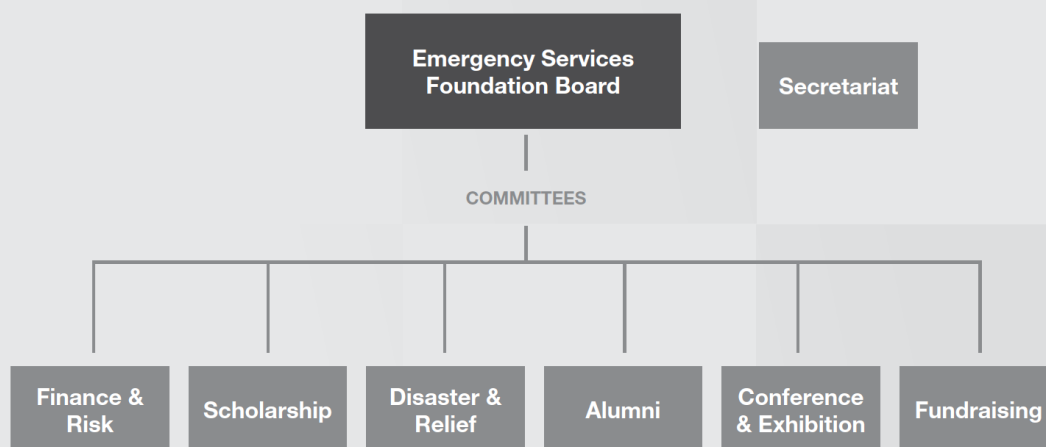 Emergency Services
Foundation Board
Secretariat
COMMITTEES
Finance &
Risk
Scholarship
Disaster &
Relief
Alumni
Conference
& Exhibition
Fundraising